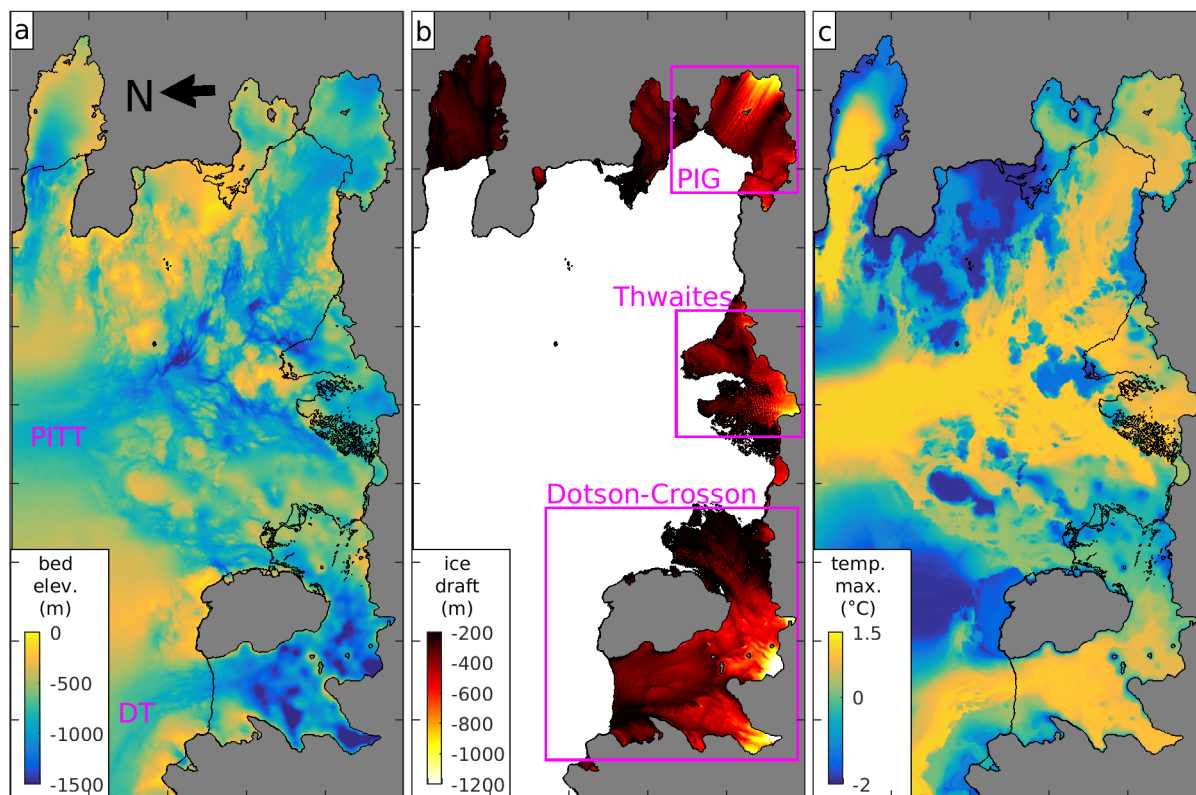 a
N
PITT
DT
bed
elev.
(m)
0
-500
-1000
-1500
b
PIG
Thwaites
Dotson-Crosson
ice
draft
(m)
-200
-400
-600
-800
-1000
-1200
c
temp.
max.
(°C)
1.5
0
-2